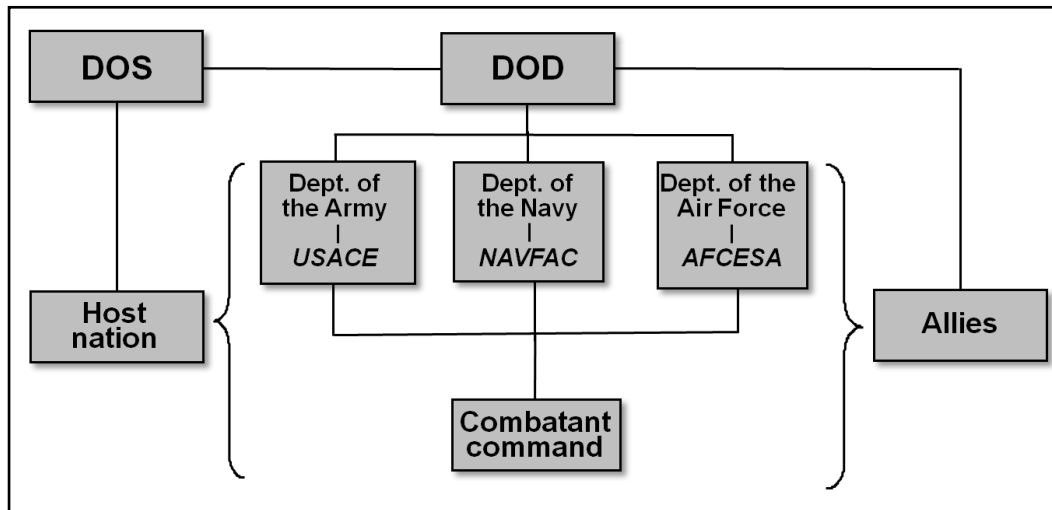 DOS
DOD
Dept. of
the Army
USACE
Dept. of
the Navy
NAVFAC
Dept. of the
Air Force
AFCESA
Host
nation
Allies
Combatant
command